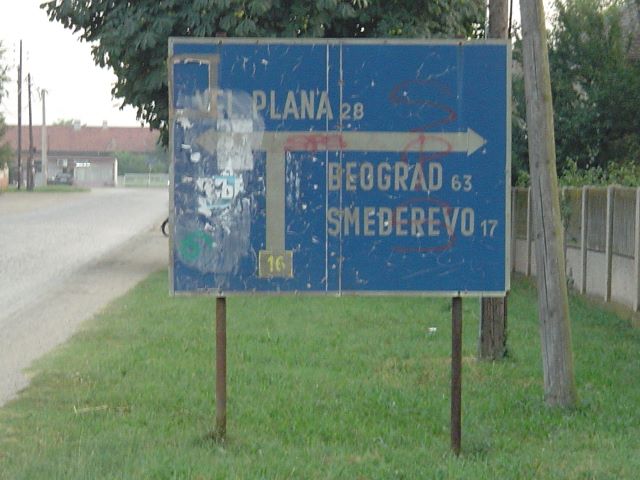 VEL. PLANA 28
BEOGRAD 63
SMEDEREVO 17
16